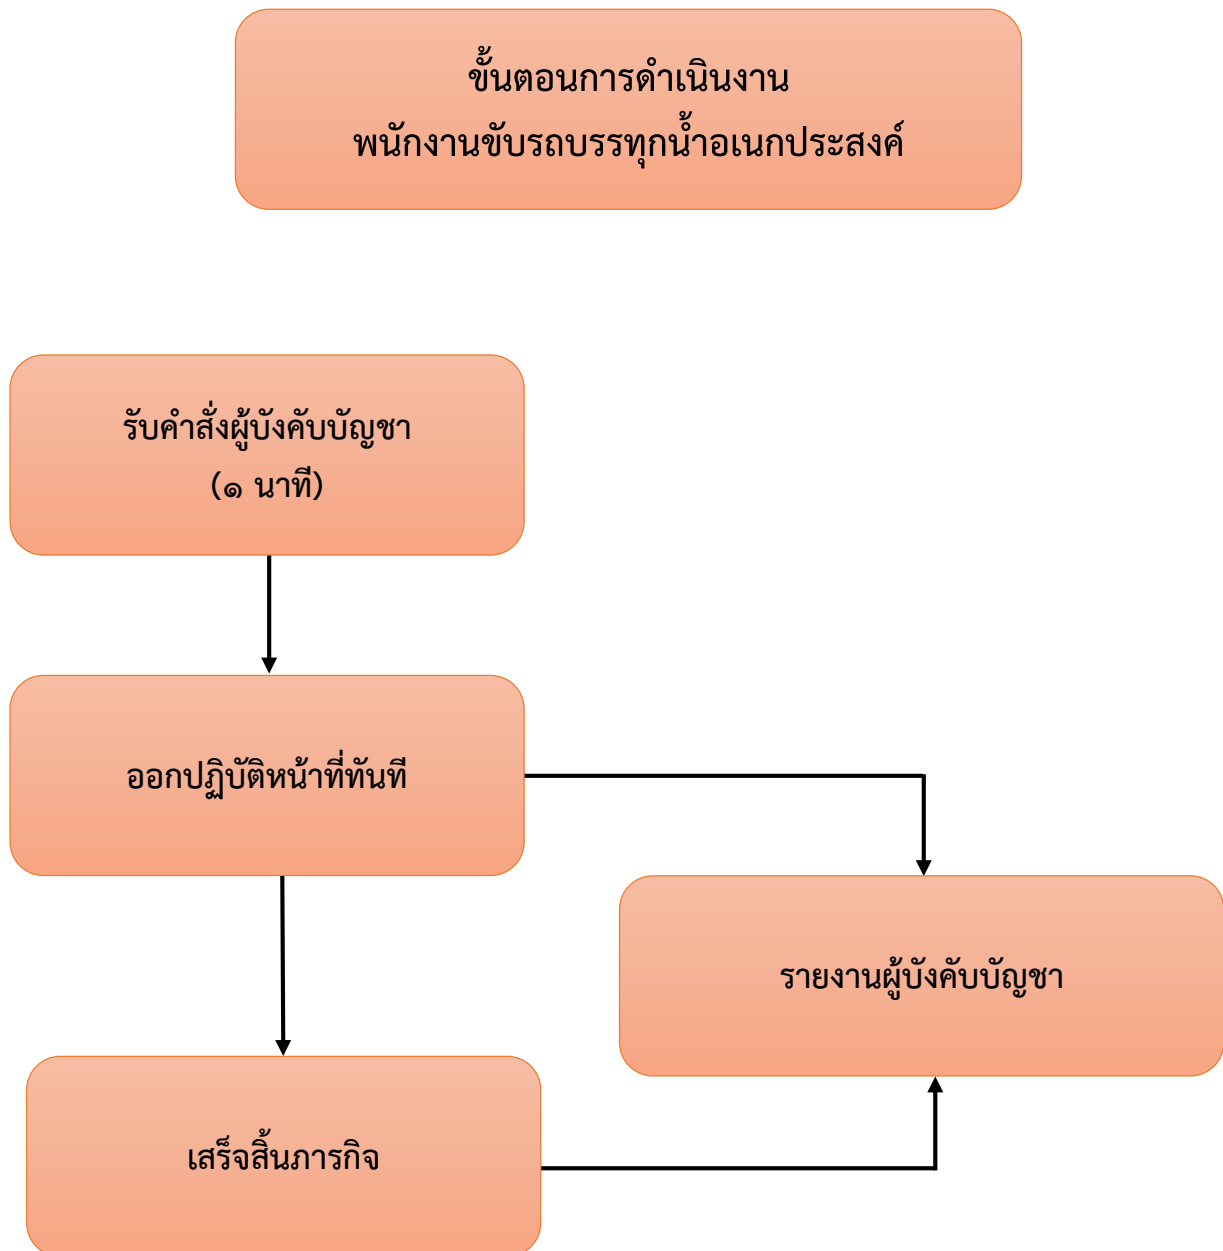 ขั้นตอนการดำเนินงาน
พนักงานขับรถบรรทุกน้ำอเนกประสงค์
รับคำสั่งผู้บังคับบัญชา
(๑ นาที)
ออกปฏิบัติหน้าที่ทันที
รายงานผู้บังคับบัญชา
เสร็จสิ้นภารกิจ